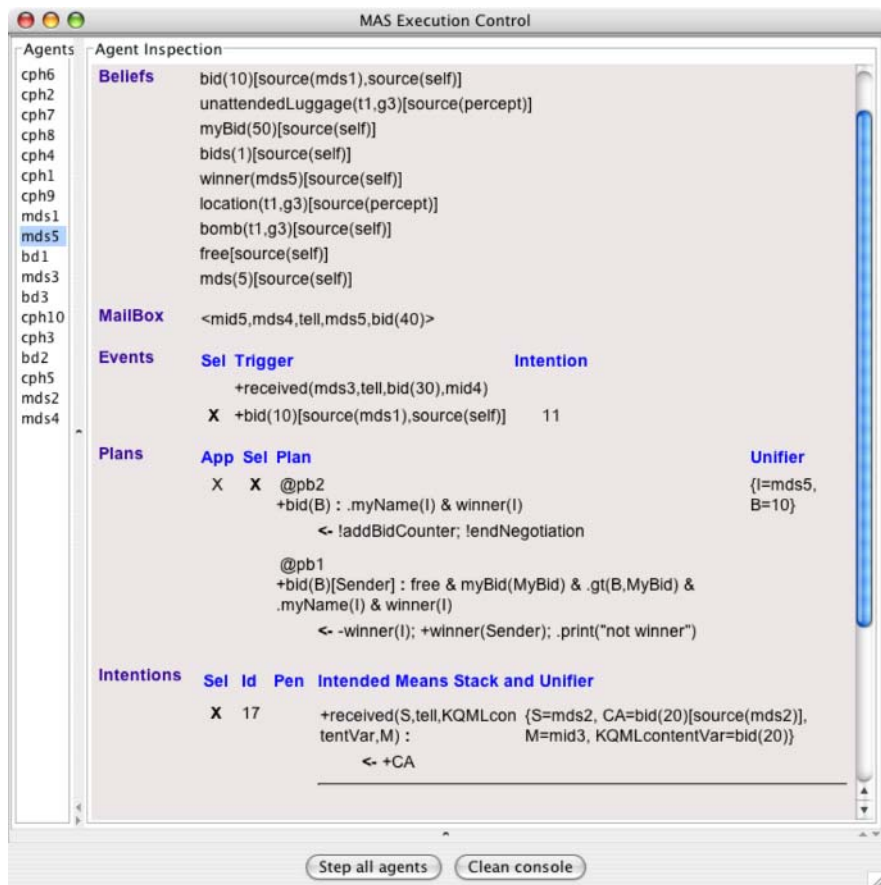 MAS Execution Control
Agents
cph6
cph2
cph7
cph8
cph4
cph1
cph9
mds1
mds5
bd1
mds3
bd3
cph10
cph3
bd2
cph5
mds2
mds4
Agent Inspection
Beliefs
bid(10)[source(mds1),source(self)]
unattendedLuggage(t1,g3)[source(percept)]
myBid(50)[source(self)]
bids(1)[source(self)]
winner(mds5)[source(self)]
location(t1,g3)[source(percept)]
bomb(t1,g3)[source(self)]
free[source(self)]
mds(5)[source(self)]
MailBox
<mid5,mds4,tell,mds5,bid(40)>
Events
Sel Trigger Intention
+received(mds3,tell,bid(30),mid4)
X +bid(10)[source(mds1),source(self)] 11
Plans
App Sel Plan Unifier
X X @pb2 {I=mds5,
+bid(B) : .myName(I) & winner(I) B=10}
<- !addBidCounter; !endNegotiation
@pb1
+bid(B)[Sender] : free & myBid(MyBid) & .gt(B,MyBid) &
.myName(I) & winner(I)
<- -winner(I); +winner(Sender); .print("not winner")
Intentions
Sel Id Pen Intended Means Stack and Unifier
X 17 +received(S,tell,KQMLcon {S=mds2, CA=bid(20)[source(mds2)],
tentVar,M) : M=mid3, KQMLcontentVar=bid(20)}
<- +CA
Step all agents Clean console